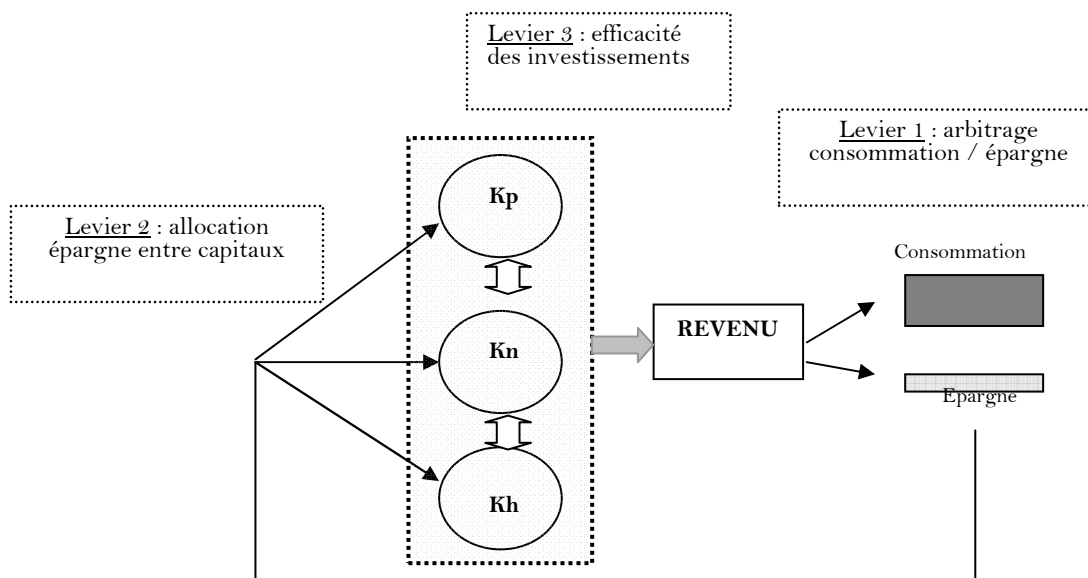 Levier 3 : efficacité
des investissements
Levier 1 : arbitrage
consommation / épargne
Levier 2 : allocation
épargne entre capitaux
Kp
Kn
Kh
REVENU
Consommation
Epargne